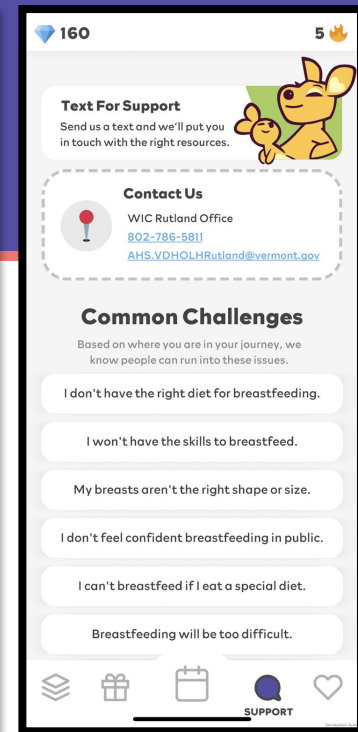 160
5
Text For Support
Send us a text and we'll put you
in touch with the right resources.
Contact Us
WIC Rutland Office
802-786-5811
AHS.VDHOLHRutland@vermont.gov
Common Challenges
Based on where you are in your journey, we
know people can run into these issues.
I don't have the right diet for breastfeeding.
I won't have the skills to breastfeed.
My breasts aren't the right shape or size.
I don't feel confident breastfeeding in public.
I can't breastfeed if I eat a special diet.
Breastfeeding will be too difficult.
SUPPORT